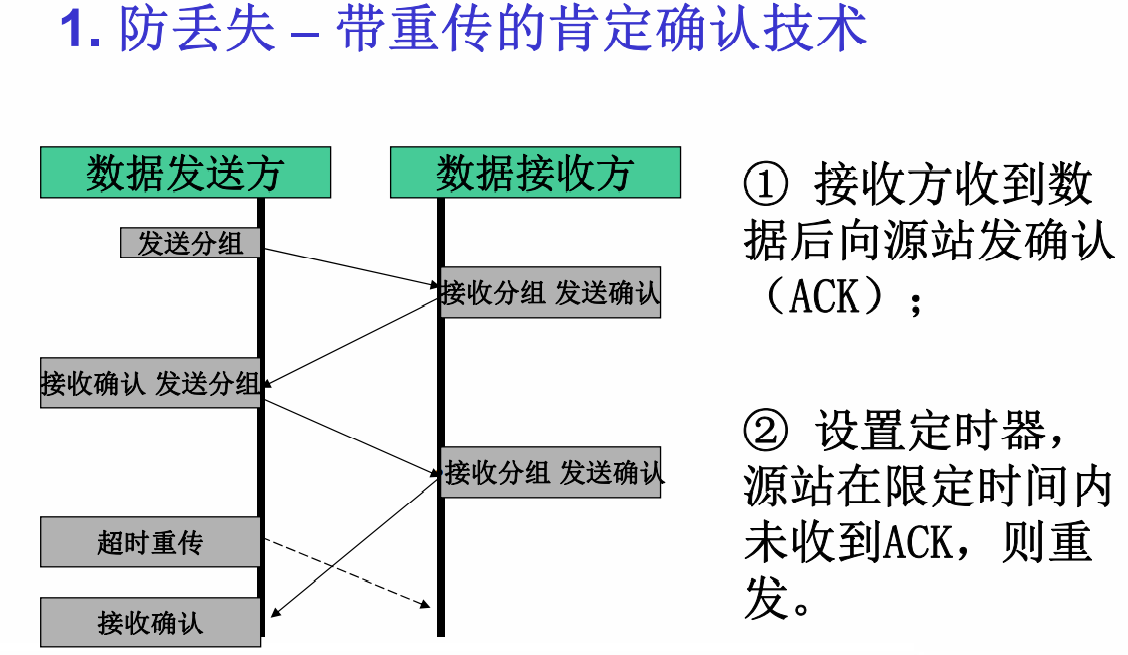 1. 防丢失 – 带重传的肯定确认技术
数据发送方
数据接收方
发送分组
接收分组 发送确认
接收确认 发送分组
接收分组 发送确认
超时重传
接收确认
① 接收方收到数
据后向源站发确认
（ACK）；
② 设置定时器，
源站在限定时间内
未收到ACK，则重
发。